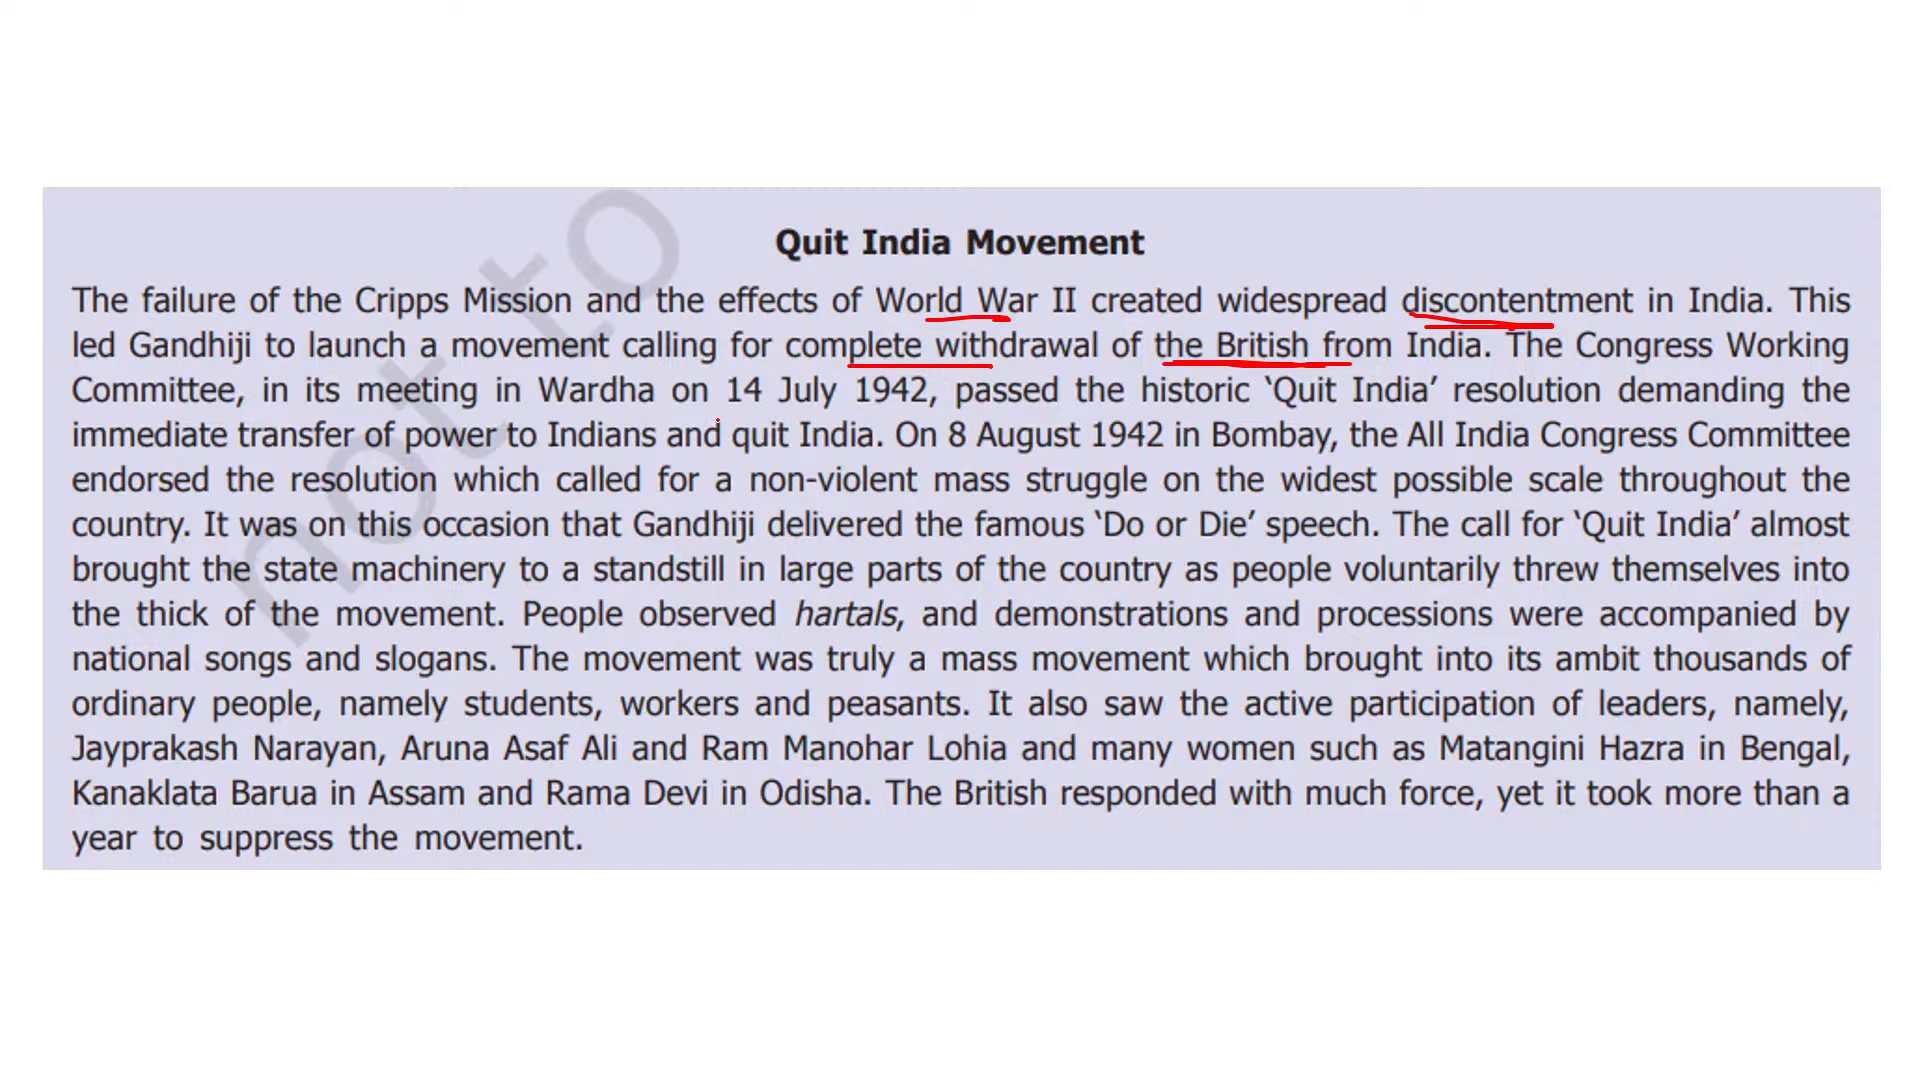 Quit India Movement
The failure of the Cripps Mission and the effects of World War II created widespread discontentment in India. This
led Gandhiji to launch a movement calling for complete withdrawal of the British from India. The Congress Working
Committee, in its meeting in Wardha on 14 July 1942, passed the historic ‘Quit India’ resolution demanding the
immediate transfer of power to Indians and quit India. On 8 August 1942 in Bombay, the All India Congress Committee
endorsed the resolution which called for a non-violent mass struggle on the widest possible scale throughout the
country. It was on this occasion that Gandhiji delivered the famous ‘Do or Die’ speech. The call for ‘Quit India’ almost
brought the state machinery to a standstill in large parts of the country as people voluntarily threw themselves into
the thick of the movement. People observed hartals, and demonstrations and processions were accompanied by
national songs and slogans. The movement was truly a mass movement which brought into its ambit thousands of
ordinary people, namely students, workers and peasants. It also saw the active participation of leaders, namely,
Jayprakash Narayan, Aruna Asaf Ali and Ram Manohar Lohia and many women such as Matangini Hazra in Bengal,
Kanaklata Barua in Assam and Rama Devi in Odisha. The British responded with much force, yet it took more than a
year to suppress the movement.
not to